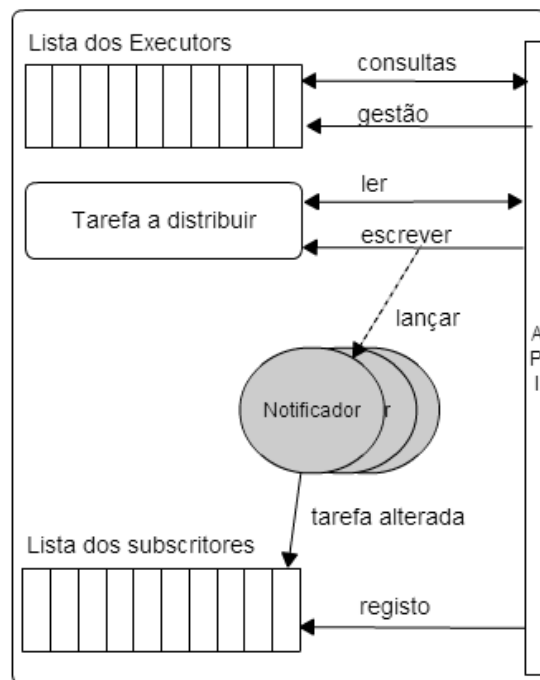 Lista dos Executors
consultas
gestão
ler
Tarefa a distribuir
escrever
lançar
A
P
I
Notificador
r
tarefa alterada
Lista dos subscritores
registo